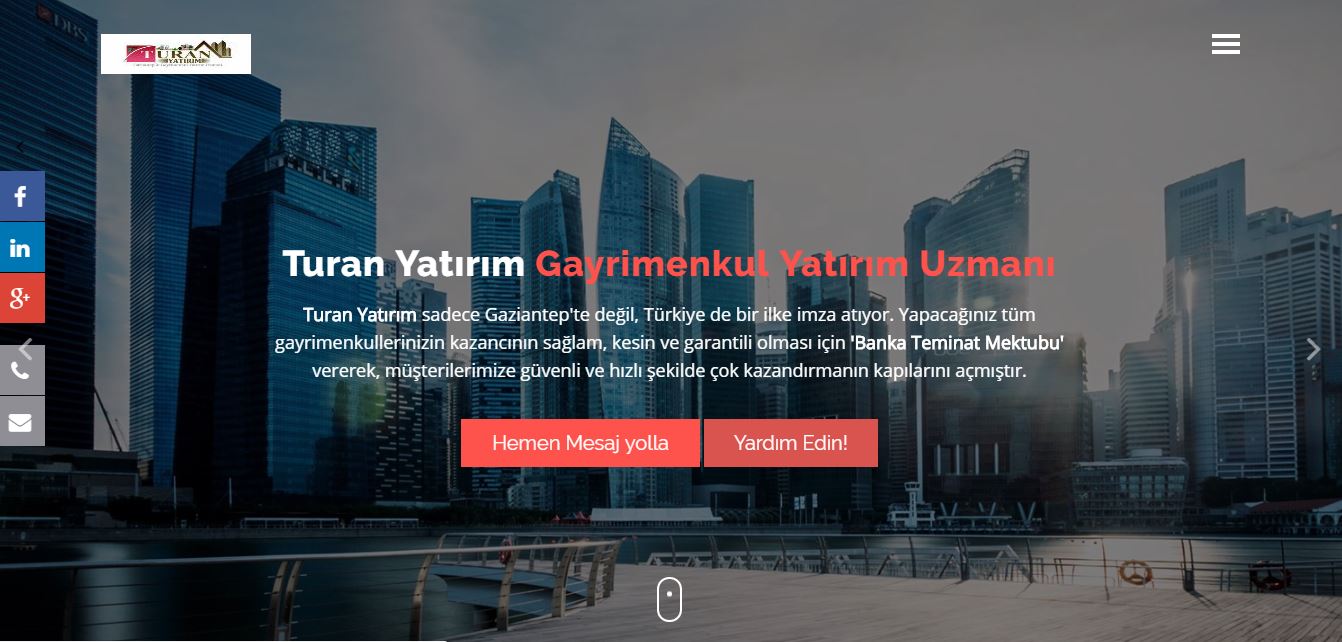 DBS
TURAN
YATIRIM
Turan Yatırım Gayrimenkul Yatırım Uzmanı
Turan Yatırım sadece Gaziantep'te değil, Türkiye de bir ilke imza atıyor. Yapacağınız tüm
gayrimenkullerinizin kazancının sağlam, kesin ve garantili olması için 'Banka Teminat Mektubu'
vererek, müşterilerimize güvenli ve hızlı şekilde çok kazandırmanın kapılarını açmıştır.
Hemen Mesaj yolla
Yardım Edin!